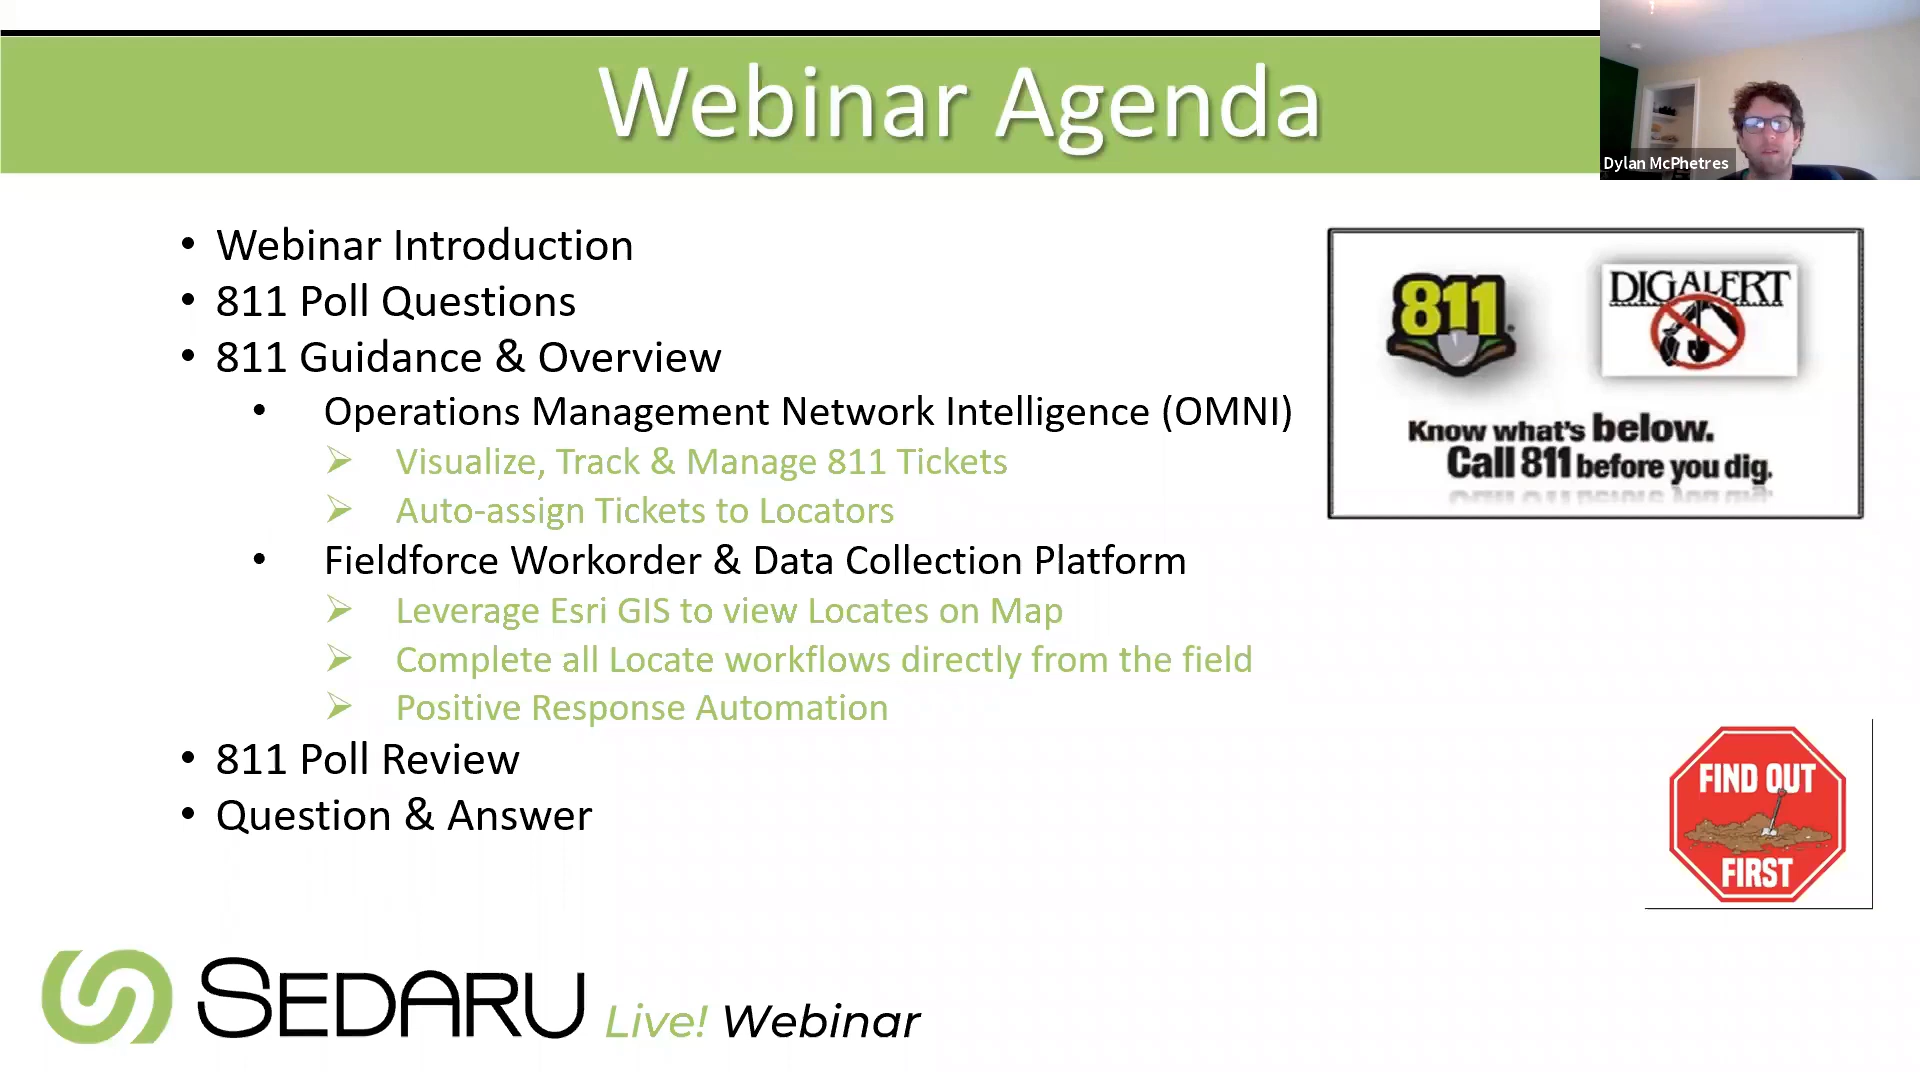 Webinar Agenda
Dylan McPhetres
• Webinar Introduction
• 811 Poll Questions
• 811 Guidance & Overview
• Operations Management Network Intelligence (OMNI)
➢ Visualize, Track & Manage 811 Tickets
➢ Auto-assign Tickets to Locators
• Fieldforce Workorder & Data Collection Platform
➢ Leverage Esri GIS to view Locates on Map
➢ Complete all Locate workflows directly from the field
➢ Positive Response Automation
• 811 Poll Review
• Question & Answer
811
DIGALERT
Know what's below.
Call 811 before you dig.
FIND OUT
FIRST
SEDARU Live! Webinar